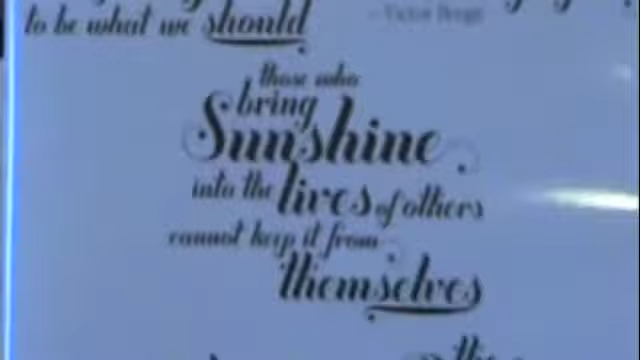 to be what we should
those who
bring
Sunshine
into the lives of others
cannot keep it from
themselves
the